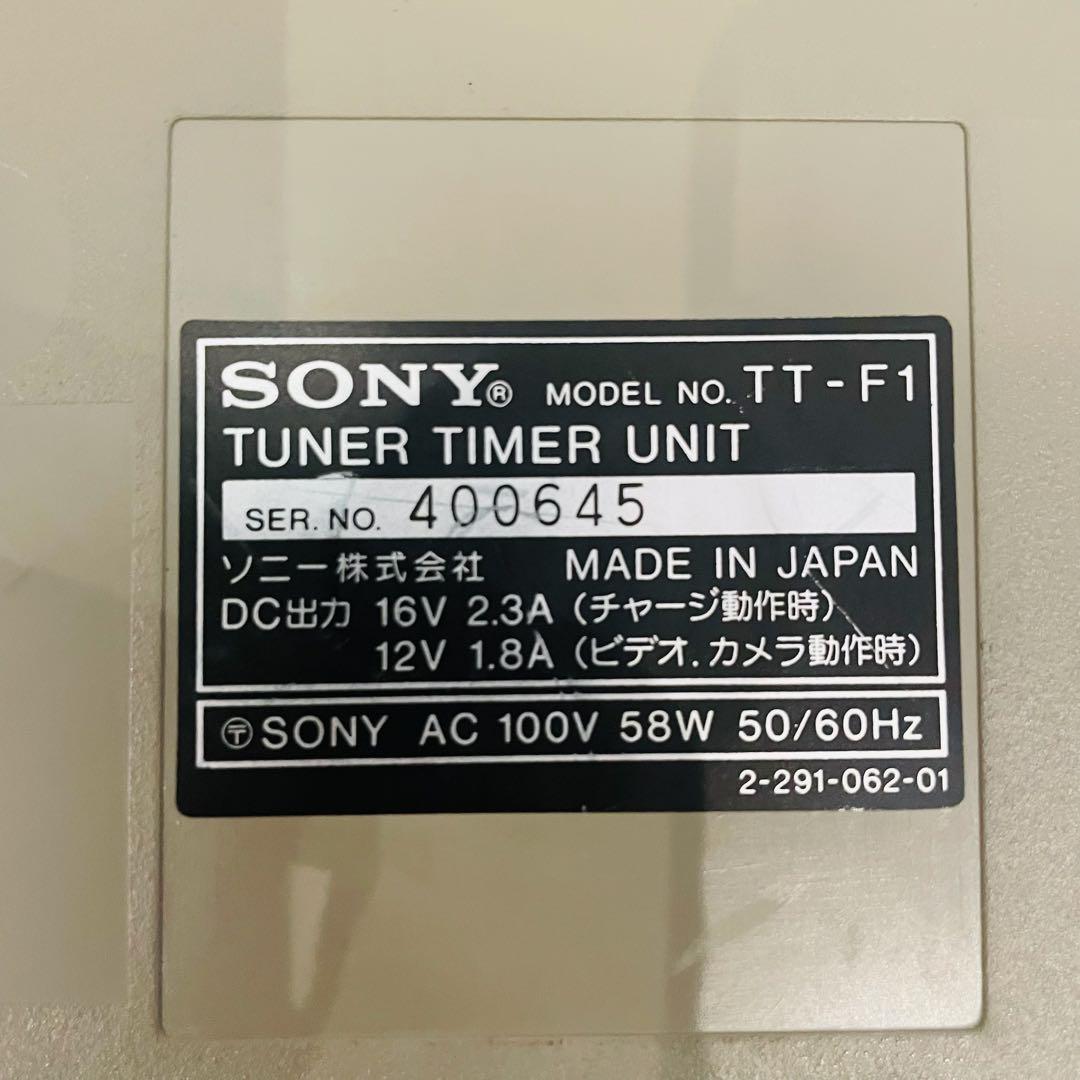 SONY® MODEL NO. TT-F1
TUNER TIMER UNIT
SER. NO. 400645
ソニー株式会社 MADE IN JAPAN
DC出力 16V 2.3A (チャージ動作時)
12V 1.8A (ビデオ.カメラ動作時)
〶 SONY AC 100V 58W 50/60Hz
2-291-062-01